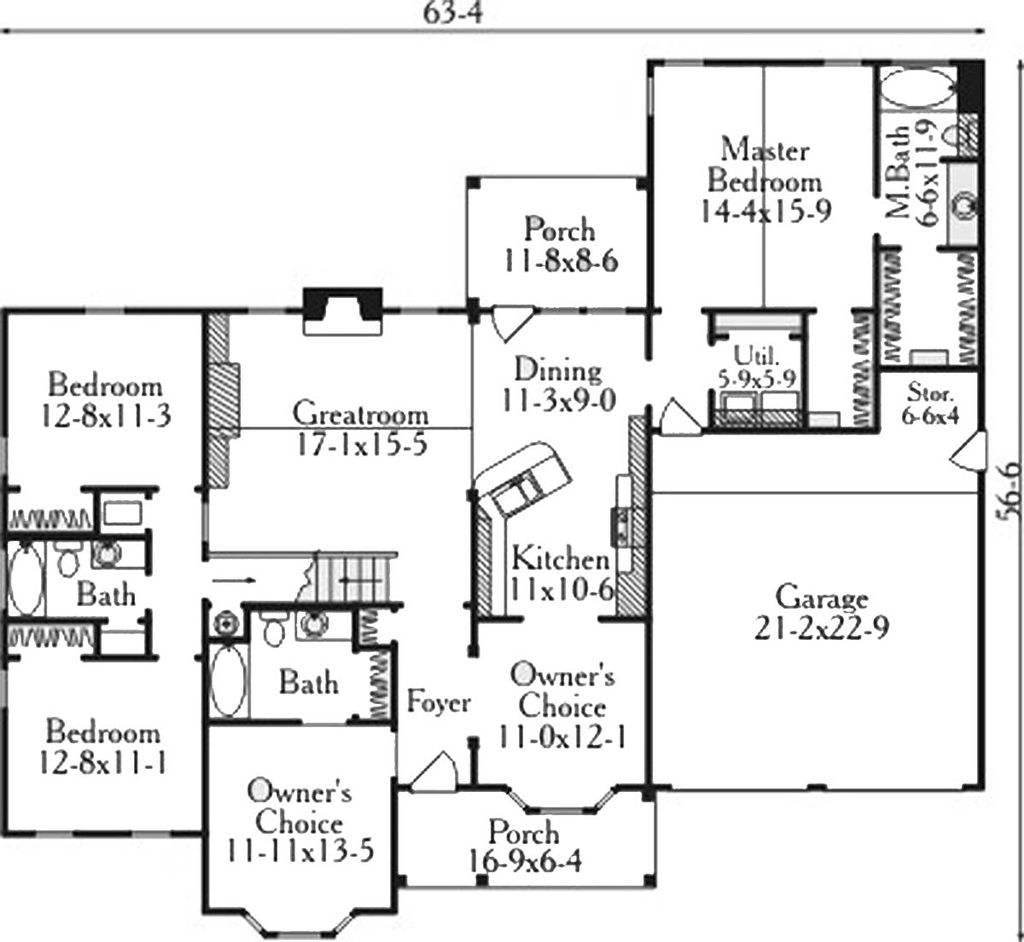 63-4
Master
Bedroom
14-4x15-9
M.Bath
6-6x11-9
Porch
11-8x8-6
Util.
5-9x5-9
Dining
11-3x9-0
Stor.
6-6x4
Bedroom
12-8x11-3
Greatroom
17-1x15-5
56-6
Kitchen
11x10-6
Bath
Garage
21-2x22-9
Bath
Foyer
Owner's
Choice
11-0x12-1
Bedroom
12-8x11-1
Owner's
Choice
11-11x13-5
Porch
16-9x6-4